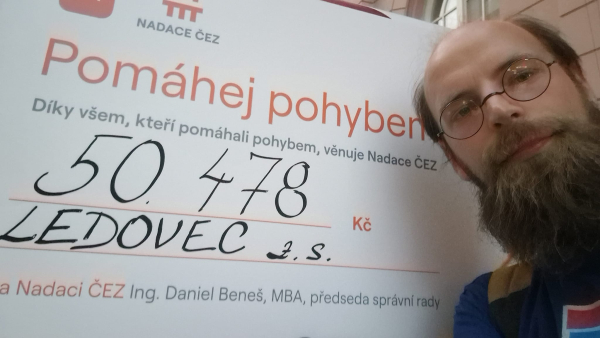 NADACE ČEZ
Pomáhej pohybem
Díky všem, kteří pomáhali pohybem, věnuje Nadace ČEZ
50.478
Kč
LEDOVEC z.s.
a Nadaci ČEZ Ing. Daniel Beneš, MBA, předseda správní rady